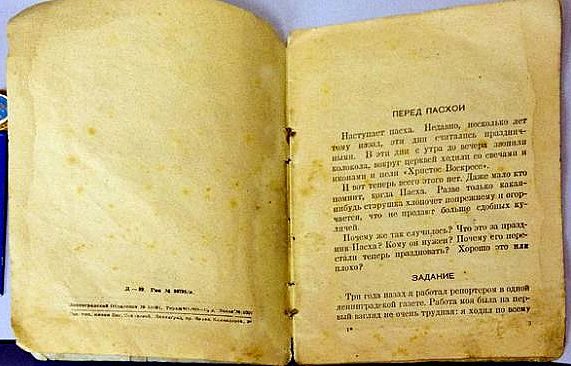 Д — 29.
ПЕРЕД ПАСХОЙ
Наступает пасха. Недавно, несколько лет
тому назад, эти дни считались празднич-
ными. В эти дни с утра до вечера звонили
колокола, вокруг церквей ходили со свечами и
иконами и пели «Христос Воскресе».
И вот теперь всего этого нет. Даже мало кто
помнит, когда Пасха. Разве только какая-
нибудь старушка хлопочет попрежнему и огор-
чается, что не продают больше сдобных ку-
личей.
Почему же так случилось? Что это за празд-
ник Пасха? Кому он нужен? Почему его пере-
стали теперь праздновать? Хорошо это или
плохо?
ЗАДАНИЕ
Три года назад я работал репортером в одной
ленинградской газете. Работа моя была на пер-
вый взгляд не очень трудная: я ходил по всему
1*
3